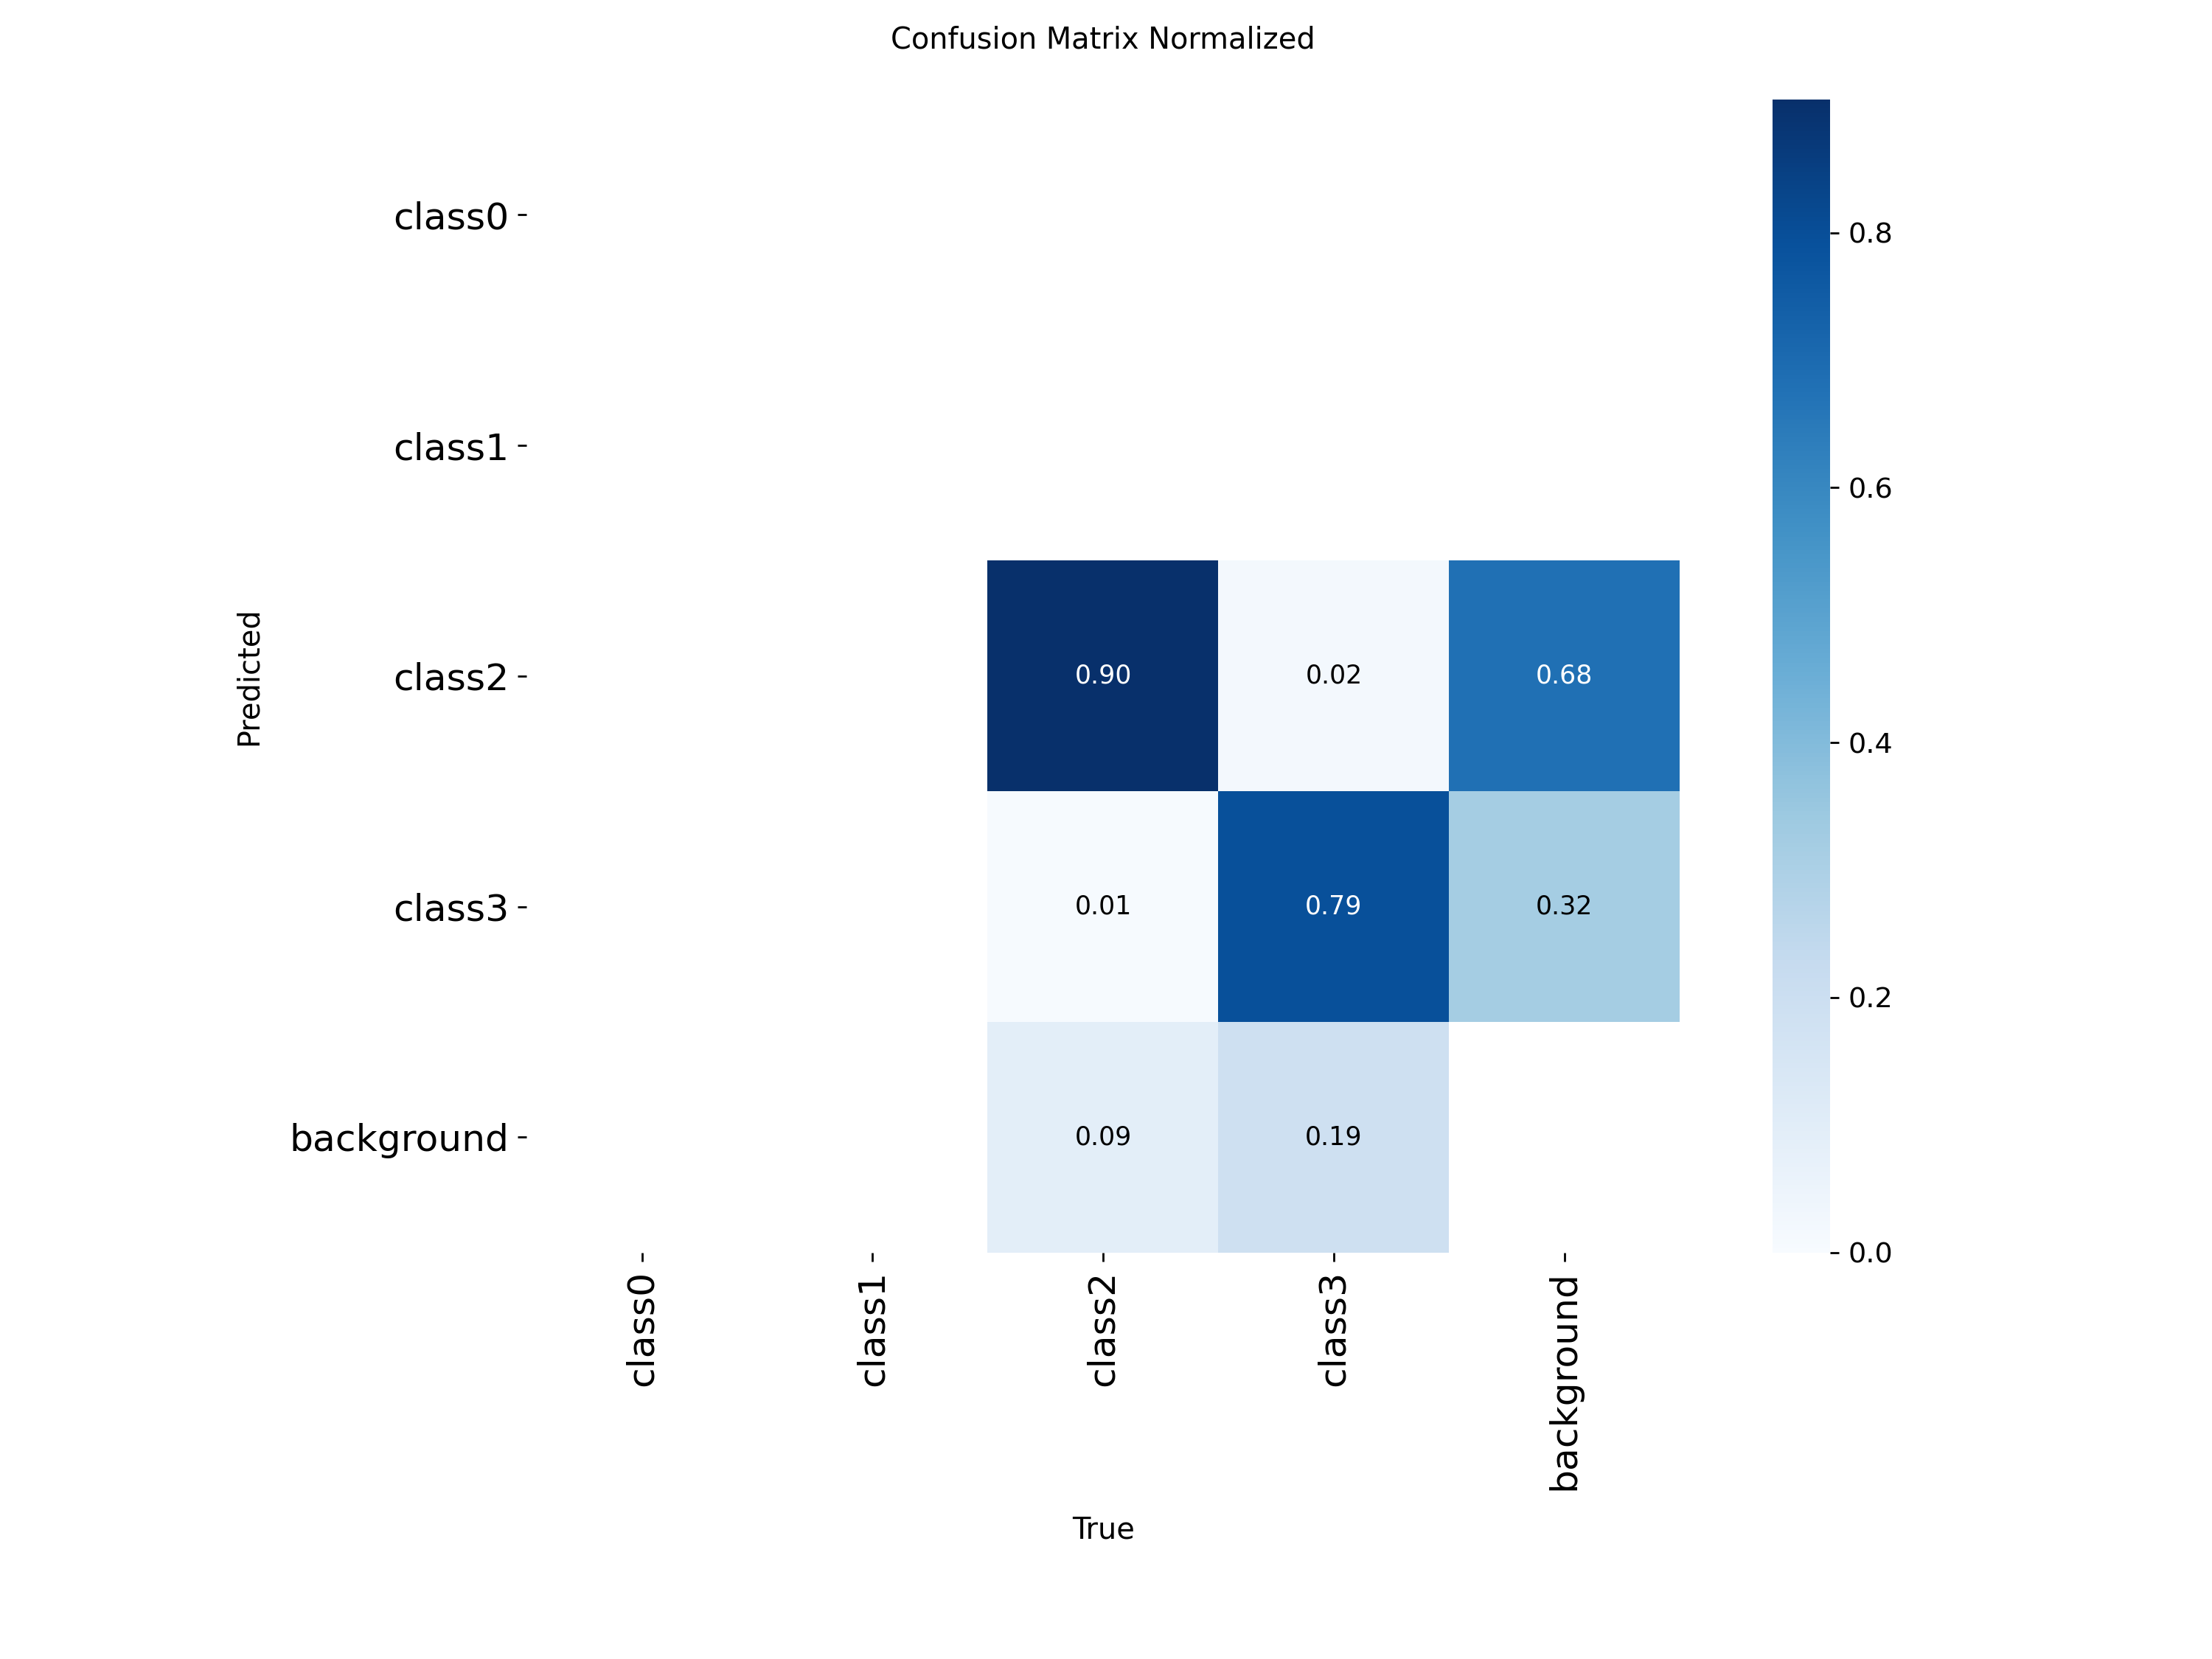 Confusion Matrix Normalized
class0
class1
class2
class3
background
Predicted
0.90
0.02
0.68
0.01
0.79
0.32
0.09
0.19
class0
class1
class2
class3
background
True
0.8
0.6
0.4
0.2
0.0